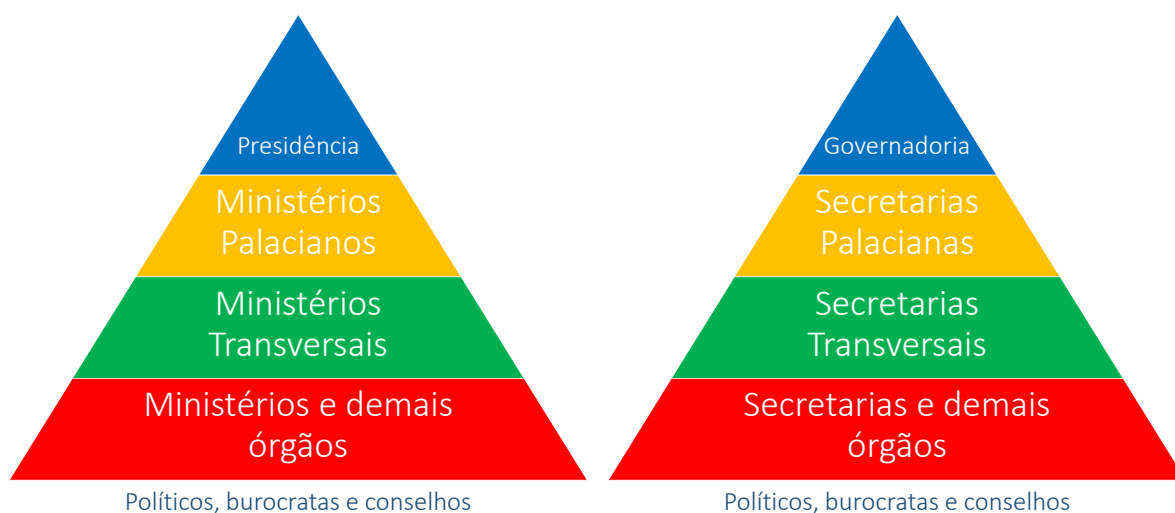 Presidência
Ministérios
Palacianos
Ministérios
Transversais
Ministérios e demais
órgãos
Políticos, burocratas e conselhos
Governadoria
Secretarias
Palacianas
Secretarias
Transversais
Secretarias e demais
órgãos
Políticos, burocratas e conselhos